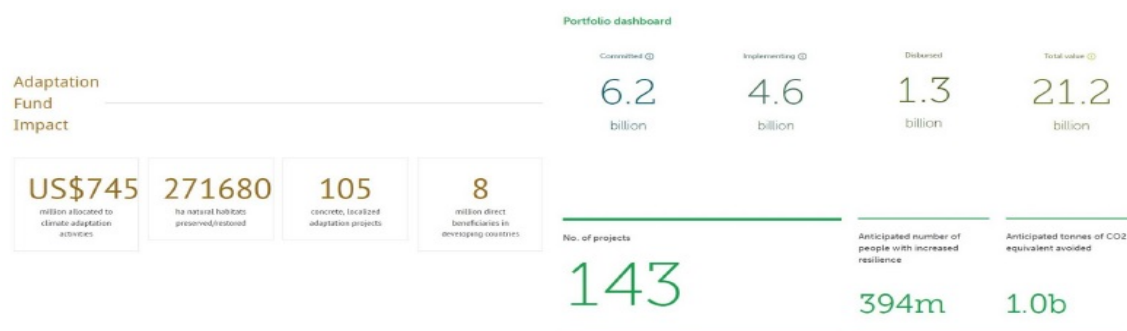 Adaptation
Fund
Impact
US$745
million allocated to
climate adaptation
activities
271680
ha natural habitats
preserved/restored
105
concrete, localized
adaptation projects
8
million direct
beneficiaries in
developing countries
Portfolio dashboard
Committed
6.2
billion
Implementing
4.6
billion
Disbursed
1.3
billion
Total value
21.2
billion
No. of projects
143
Anticipated number of
people with increased
resilience
394m
Anticipated tonnes of CO2
equivalent avoided
1.0b